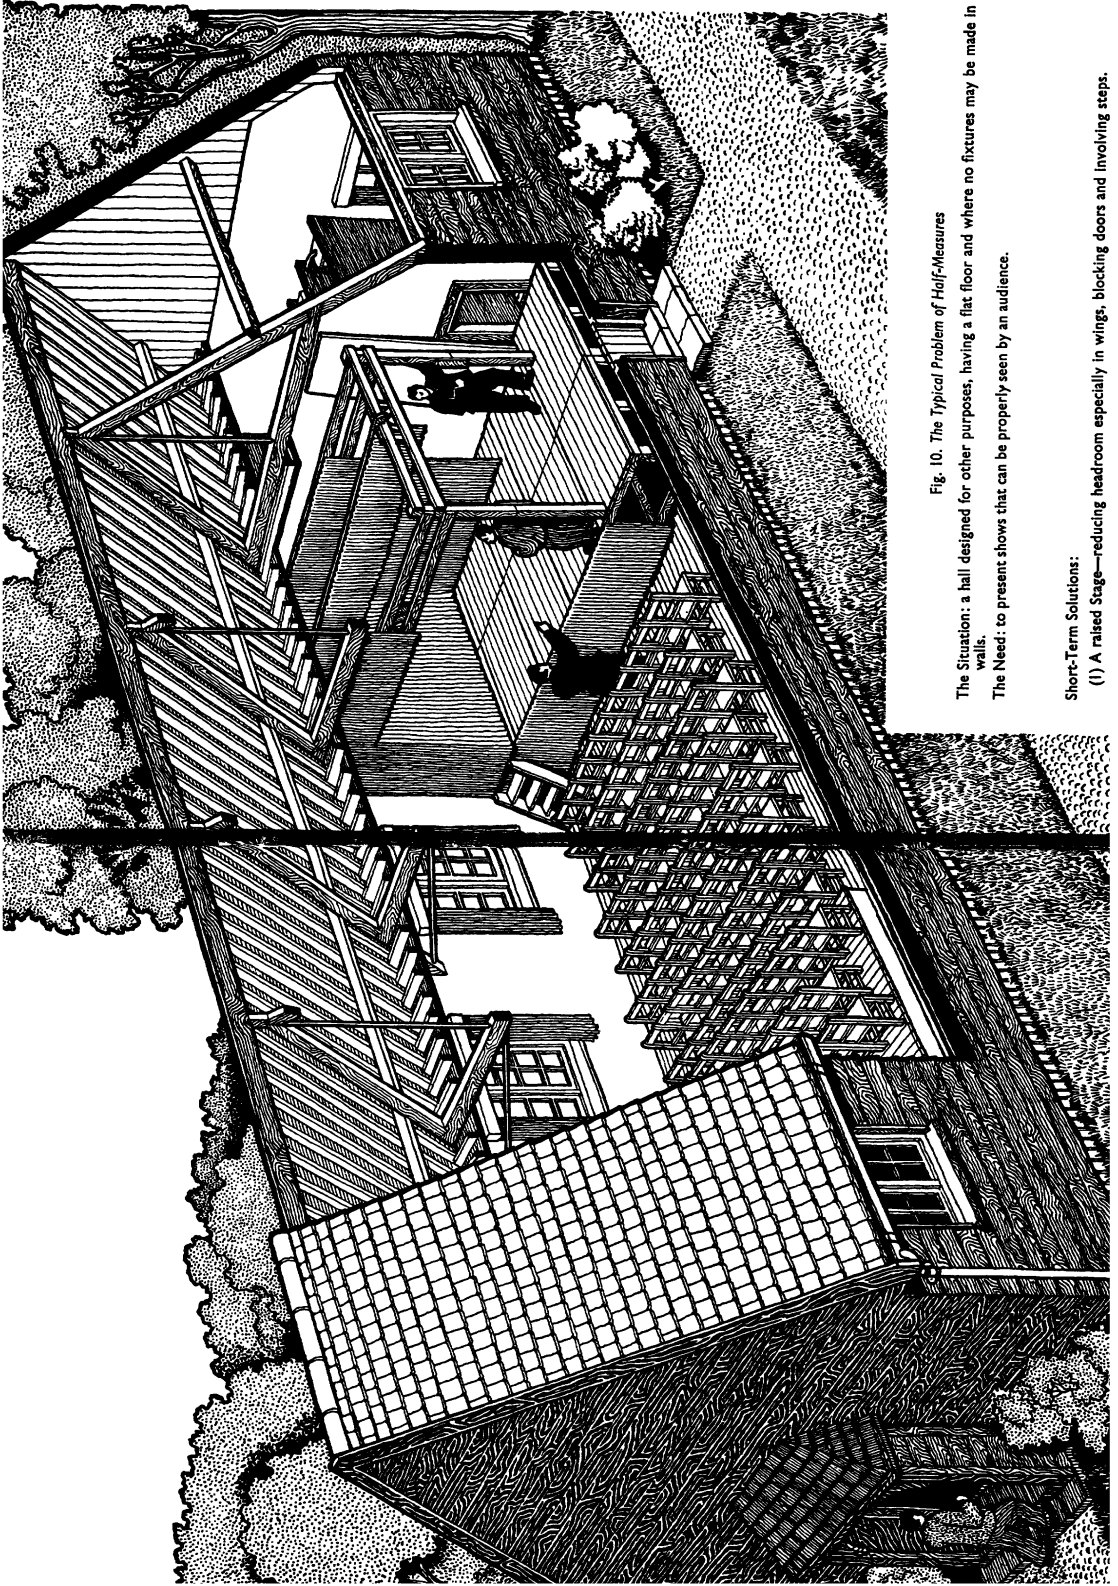 Fig. 10. The Typical Problem of Half-Measures
The Situation: a hall designed for other purposes, having a flat floor and where no fixtures may be made in
walls.
The Need: to present shows that can be properly seen by an audience.
Short-Term Solutions:
(1) A raised Stage—reducing headroom especially in wings, blocking doors and involving steps.